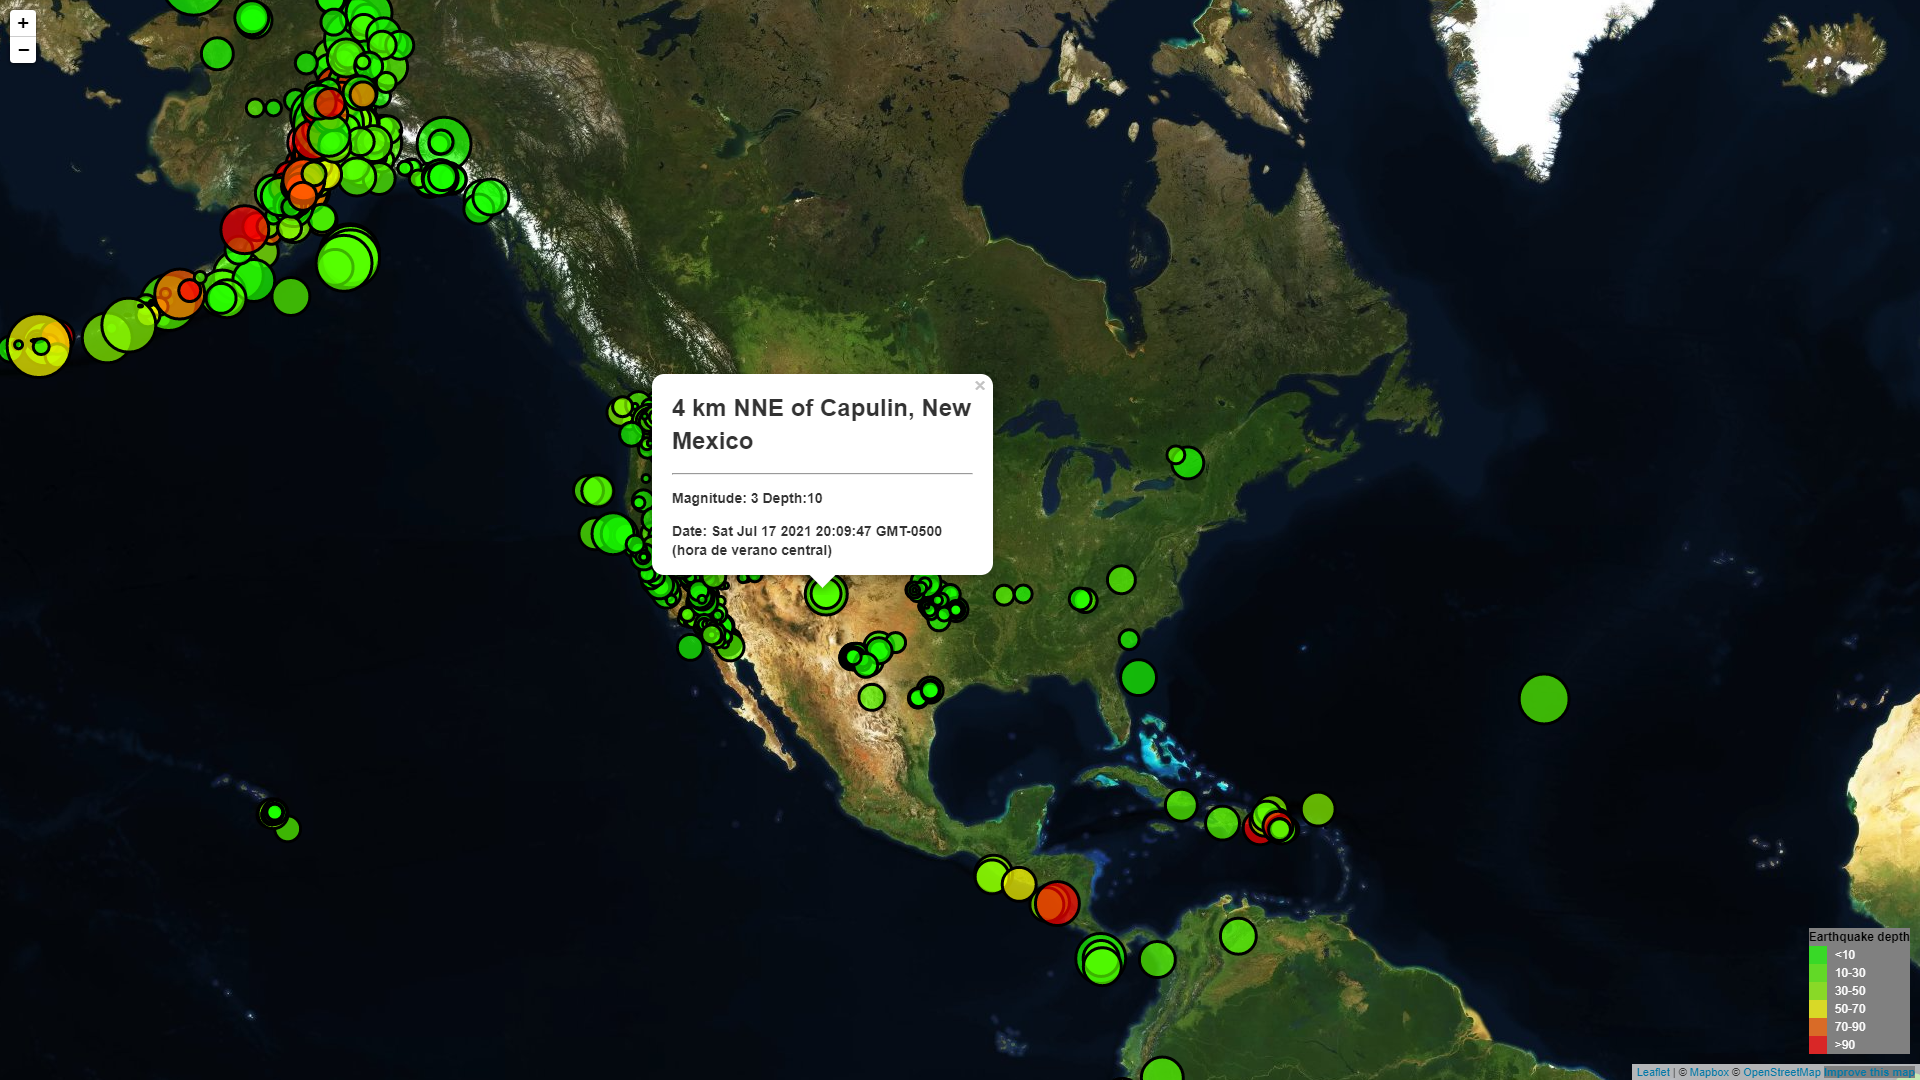 +
−
×
4 km NNE of Capulin, New
Mexico
Magnitude: 3 Depth:10
Date: Sat Jul 17 2021 20:09:47 GMT-0500
(hora de verano central)
Earthquake depth
<10
10-30
30-50
50-70
70-90
>90
Leaflet | © Mapbox © OpenStreetMap Improve this map